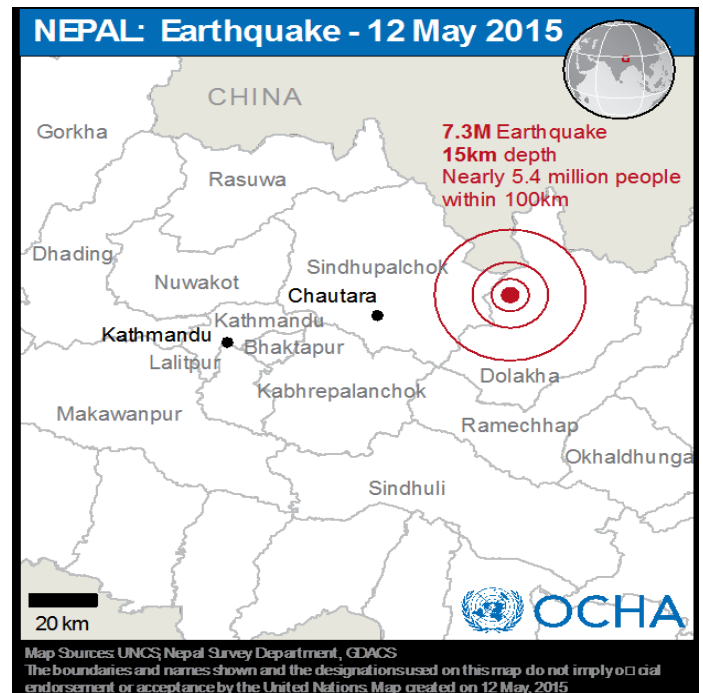 NEPAL: Earthquake - 12 May 2015
CHINA
Gorkha
7.3M Earthquake
15km depth
Nearly 5.4 million people
within 100km
Rasuwa
Dhading
Sindhupalchok
Nuwakot
Chautara
Kathmandu
Kathmandu
Bhaktapur
Lalitpur
Dolakha
Kabhrepalanchok
Makawanpur
Ramechhap
Okhaldhunga
Sindhuli
20 km
OCHA
Map Sources: UNCS, Nepal Survey Department, GDACS
The boundaries and names shown and the designations used on this map do not imply o□cial
endorsement or acceptance by the United Nations. Map created on 12 May, 2015